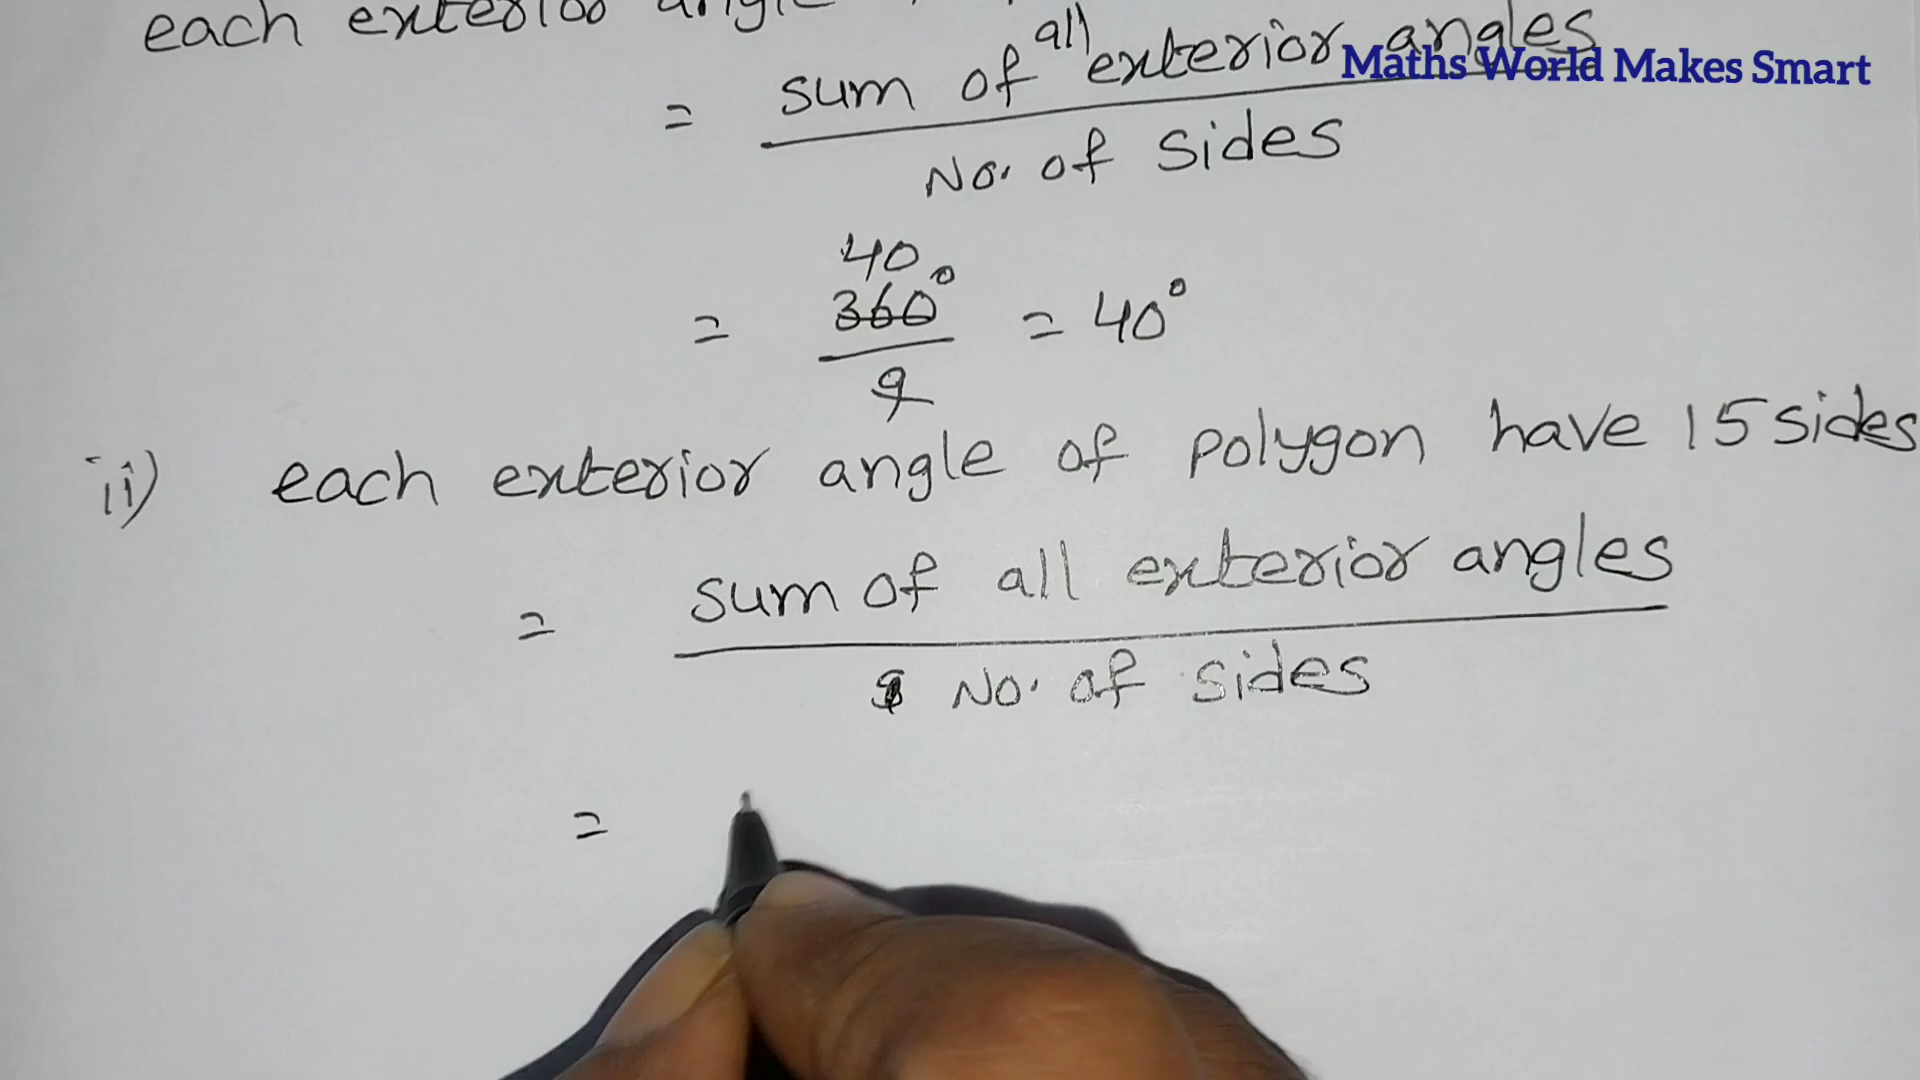 each exterior angle
= sum of all exterior angles
No. of sides
Maths World Makes Smart
40
= 360° = 40°
9
ii) each exterior angle of polygon have 15 sides
= sum of all exterior angles
No. of sides
=